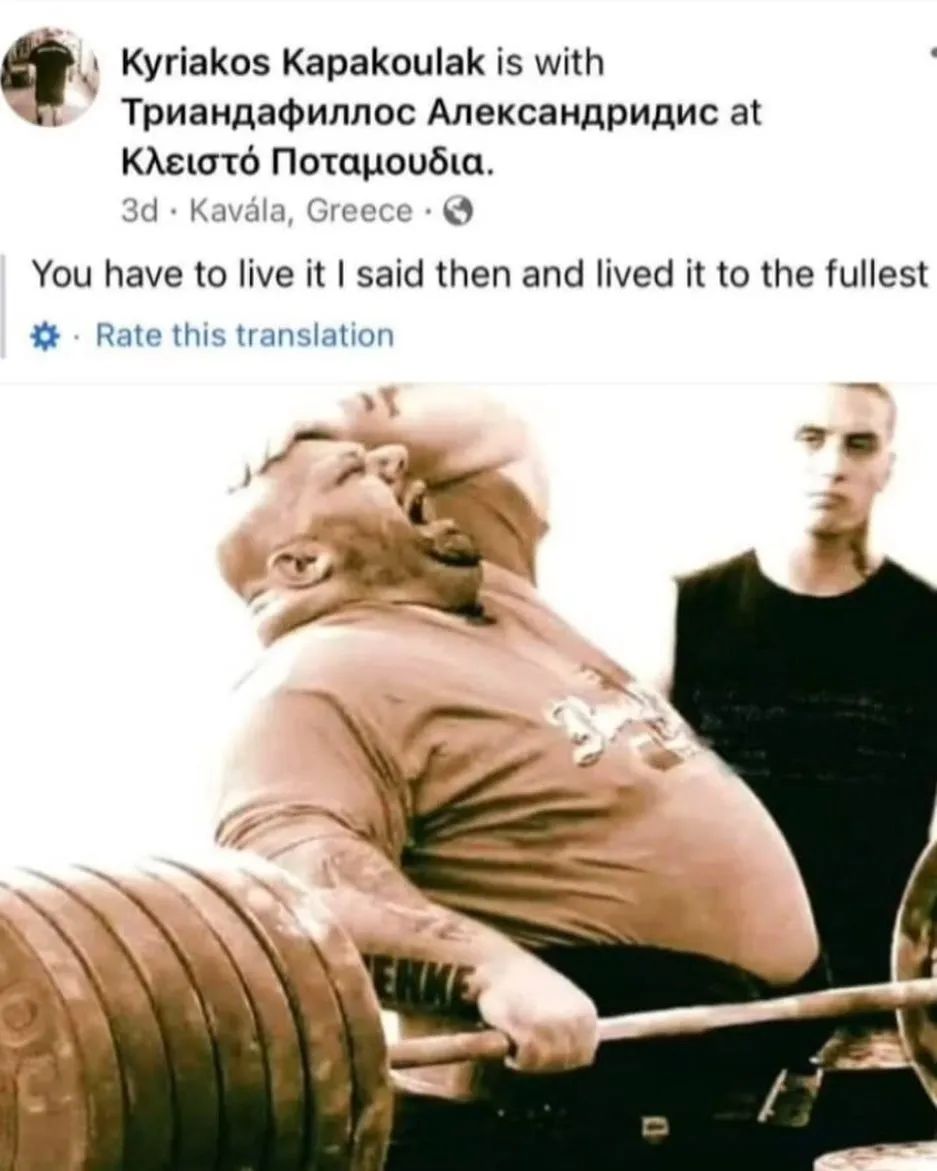 Kyriakos Kapakoulak is with
Триандафиллос Александридис at
Κλειστό Ποταμουδια.
3d · Kavála, Greece ·
You have to live it I said then and lived it to the fullest
· Rate this translation